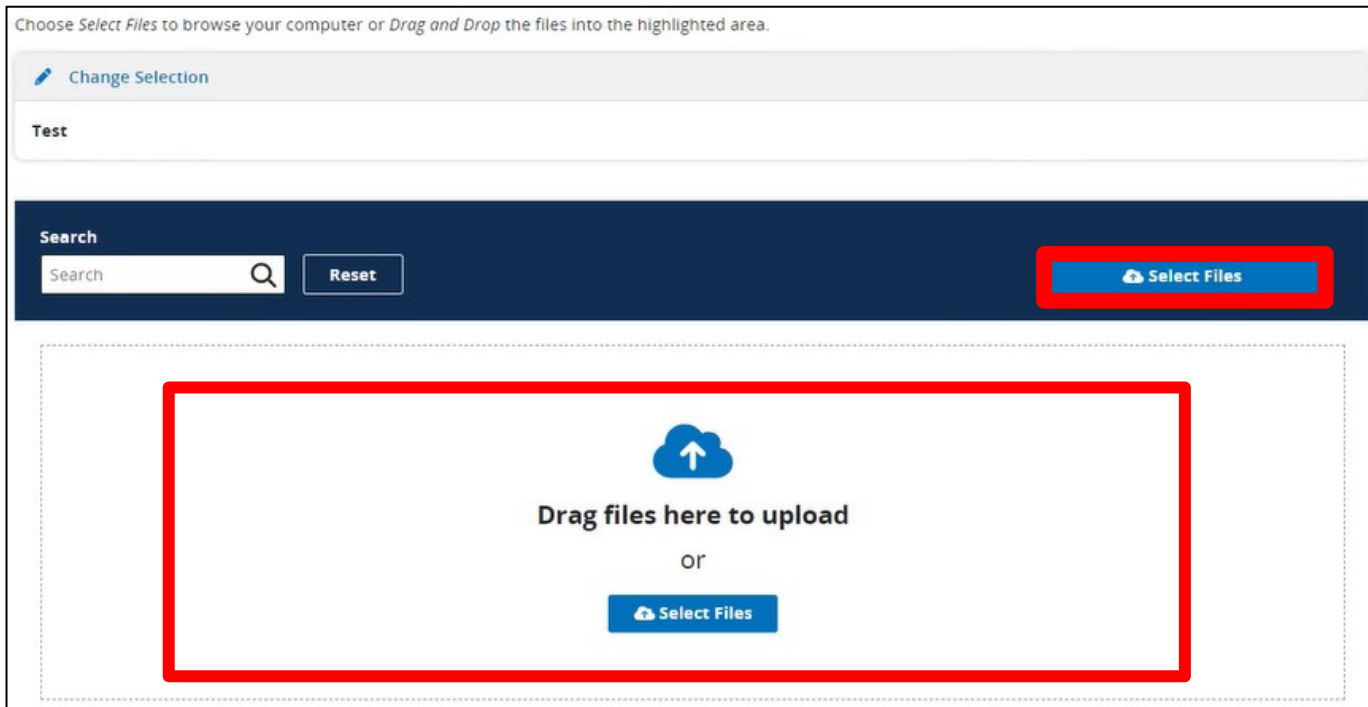 Choose Select Files to browse your computer or Drag and Drop the files into the highlighted area.
Change Selection
Test
Search
Search
Reset
Select Files
Drag files here to upload
or
Select Files